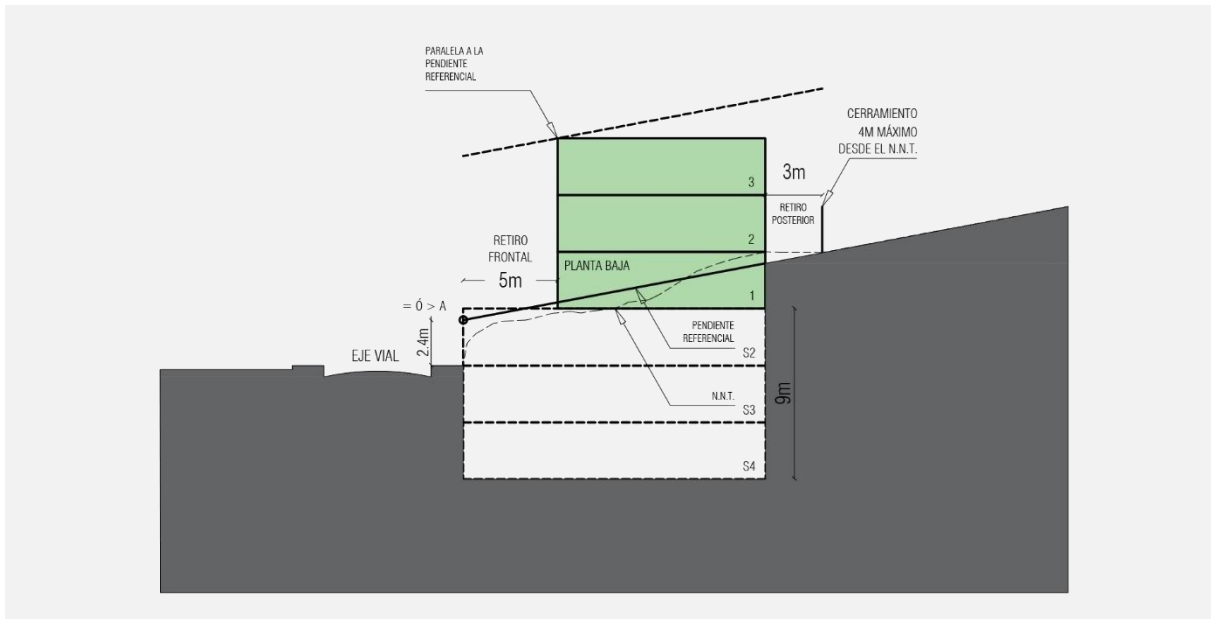 PARALELA A LA
PENDIENTE
REFERENCIAL
CERRAMIENTO
4M MÁXIMO
DESDE EL N.N.T.
3
3m
RETIRO
POSTERIOR
2
RETIRO
FRONTAL
5m
PLANTA BAJA
1
= Ó > A
2.4m
EJE VIAL
PENDIENTE
REFERENCIAL
S2
N.N.T.
S3
9m
S4